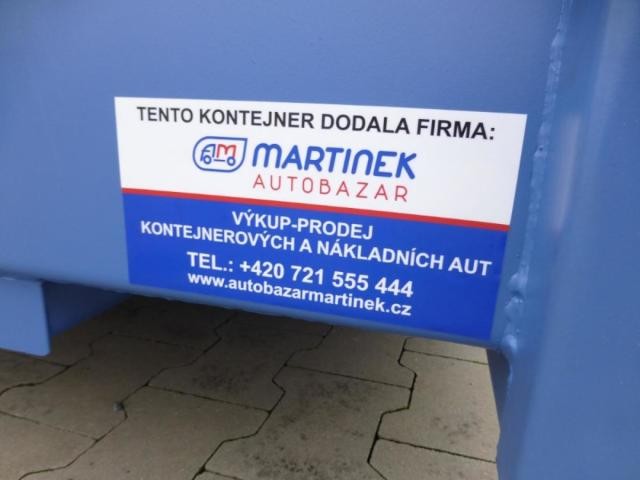 TENTO KONTEJNER DODALA FIRMA:
AM MARTINEK
AUTOBAZAR
VÝKUP-PRODEJ
KONTEJNEROVÝCH A NÁKLADNÍCH AUT
TEL.: +420 721 555 444
www.autobazarmartinek.cz